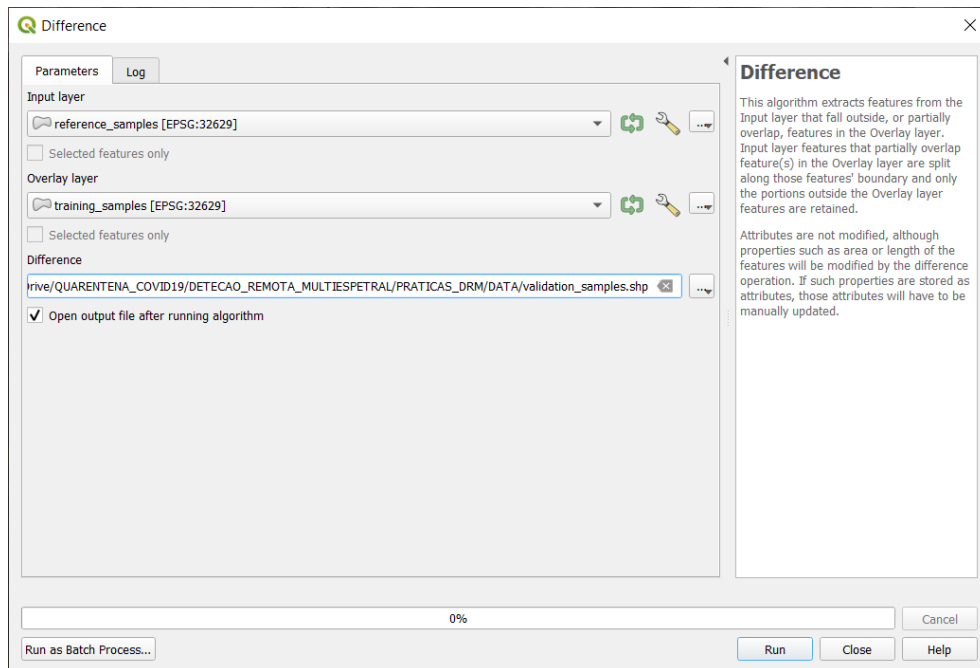 Difference
Parameters
Log
Input layer
reference_samples [EPSG:32629]
Selected features only
Overlay layer
training_samples [EPSG:32629]
Selected features only
Difference
rive/QUARENTENA_COVID19/DETECAO_REMOTA_MULTIESPETRAL/PRATICAS_DRM/DATA/validation_samples.shp
Open output file after running algorithm
Difference
This algorithm extracts features from the
Input layer that fall outside, or partially
overlap, features in the Overlay layer.
Input layer features that partially overlap
feature(s) in the Overlay layer are split
along those features' boundary and only
the portions outside the Overlay layer
features are retained.
Attributes are not modified, although
properties such as area or length of the
features will be modified by the difference
operation. If such properties are stored as
attributes, those attributes will have to be
manually updated.
0%
Cancel
Run as Batch Process...
Run
Close
Help